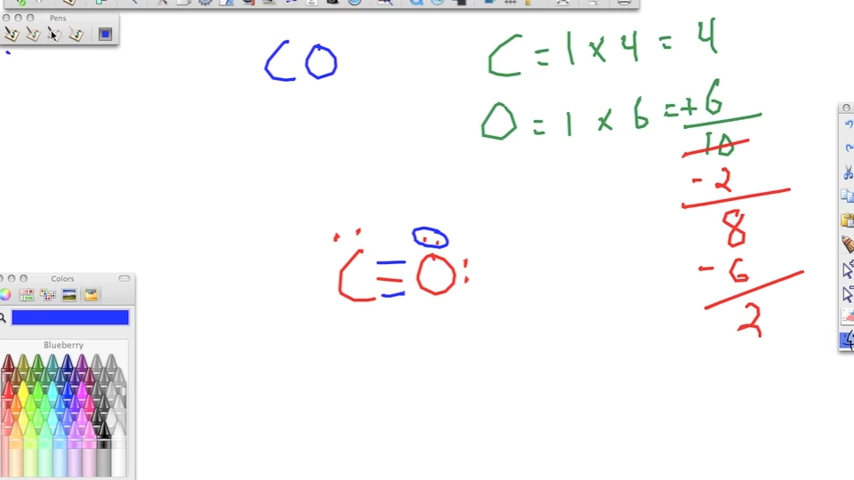 Pens
CO
C = 1 x 4 = 4
O = 1 x 6 = +6
10
- 2
8
- 6
2
:C≡O:
Colors
Blueberry